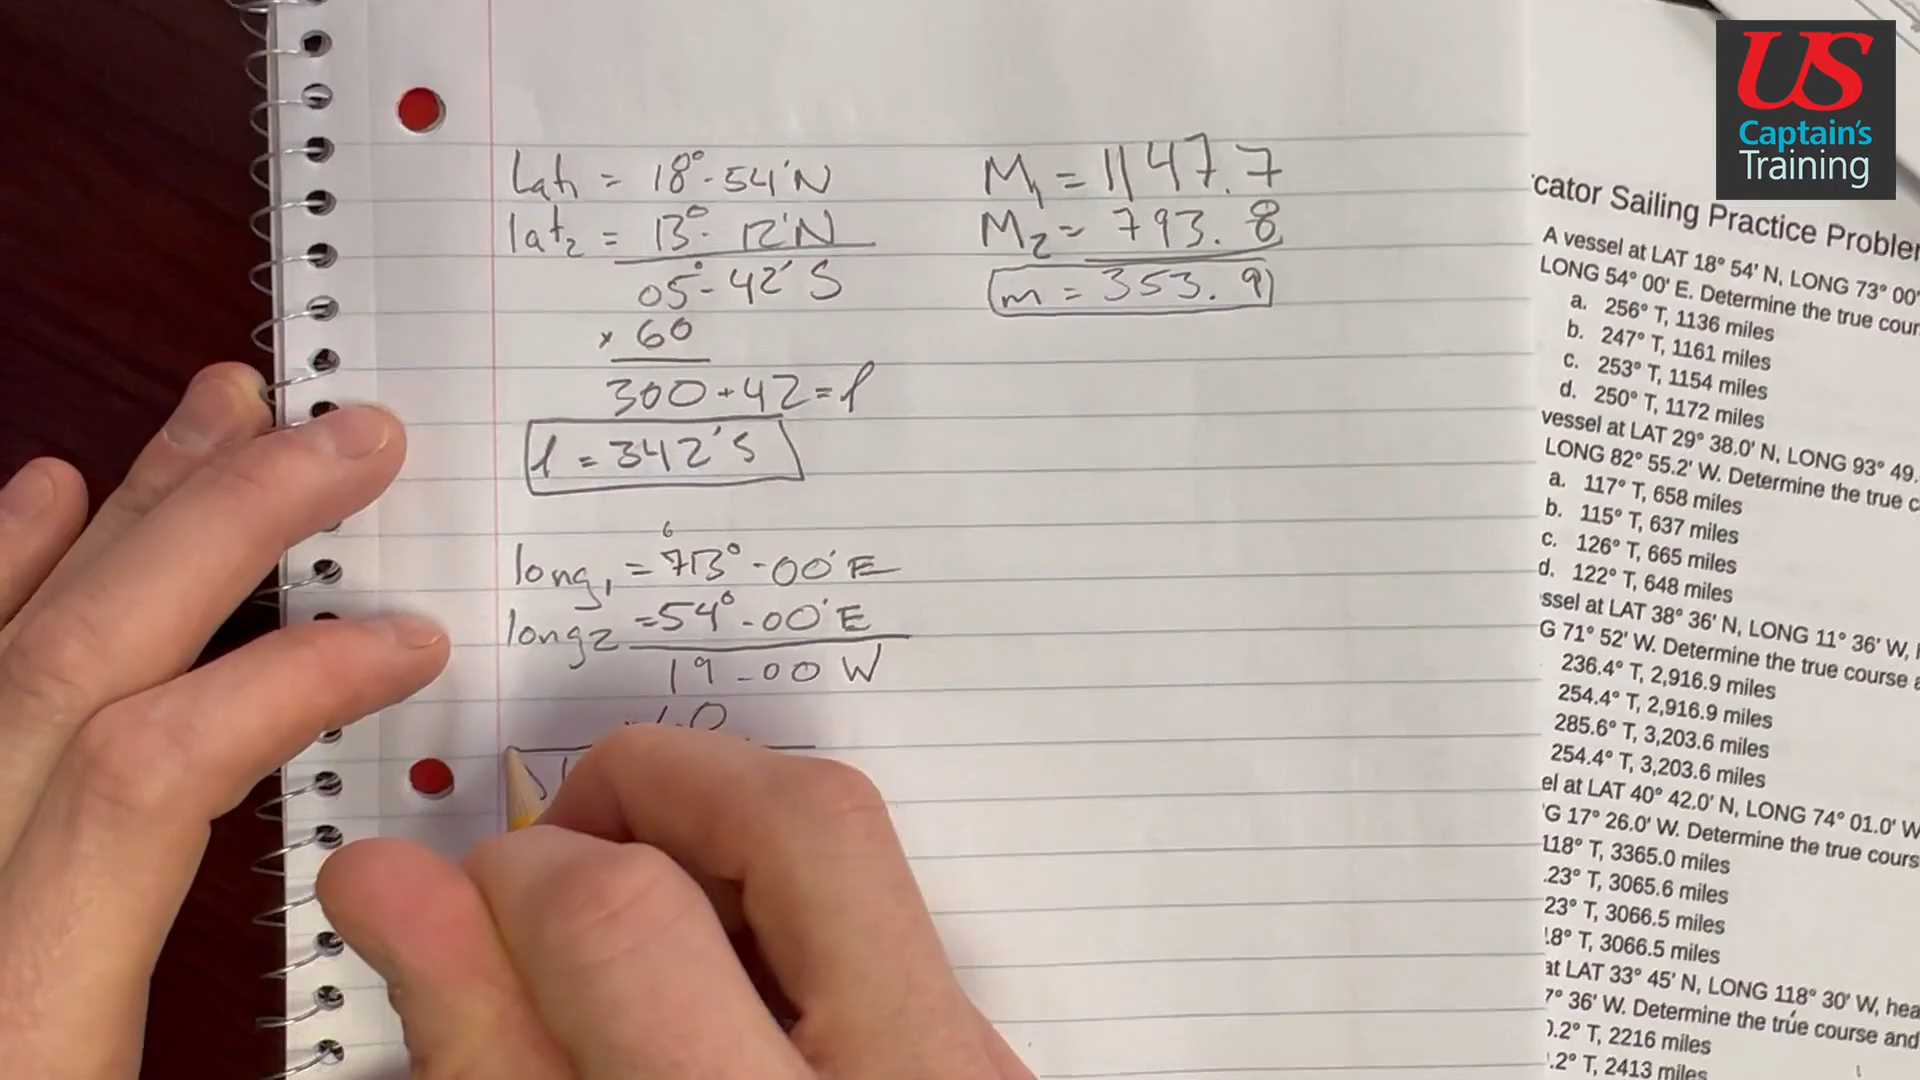 US
Captain's
Training
Lat₁ = 18°-54'N
lat₂ = 13°-12'N
05°-42'S
x 60
300+42=l
l = 342'S
M₁ = 1147.7
M₂ = 793.8
m = 353.9
6
long₁ = 73°-00'E
long₂ =54°-00'E
19-00 W
cator Sailing Practice
A vessel at LAT 18° 54' N, LONG 73° 00'
LONG 54° 00' E. Determine the true
a. 256° T, 1136 miles
b. 247° T, 1161 miles
c. 253° T, 1154 miles
d. 250° T, 1172 miles
vessel at LAT 29° 38.0' N, LONG 93° 49.
LONG 82° 55.2' W. Determine the true c
a. 117° T, 658 miles
b. 115° T, 637 miles
c. 126° T, 665 miles
d. 122° T, 648 miles
ssel at LAT 38° 36' N, LONG 11° 36' W,
G 71° 52' W. Determine the true course
236.4° T, 2,916.9 miles
254.4° T, 2,916.9 miles
285.6° T, 3,203.6 miles
254.4° T, 3,203.6 miles
el at LAT 40° 42.0' N, LONG 74° 01.0' W
G 17° 26.0' W. Determine the true cours
118° T, 3365.0 miles
23° T, 3065.6 miles
23° T, 3066.5 miles
8° T, 3066.5 miles
at LAT 33° 45' N, LONG 118° 30' W, hea
7° 36' W. Determine the true course and
.2° T, 2216 miles
.2° T, 2413 miles